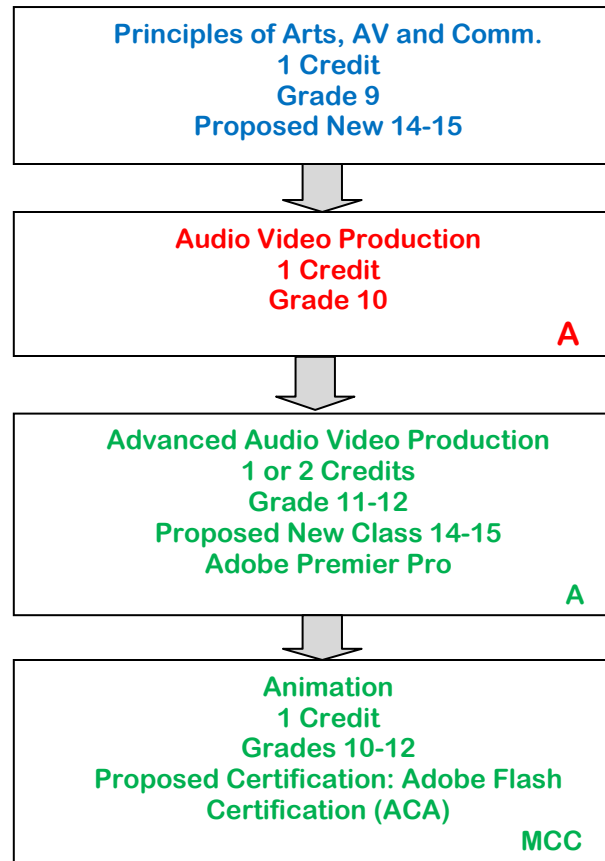 Principles of Arts, AV and Comm.
1 Credit
Grade 9
Proposed New 14-15
Audio Video Production
1 Credit
Grade 10
A
Advanced Audio Video Production
1 or 2 Credits
Grade 11-12
Proposed New Class 14-15
Adobe Premier Pro
A
Animation
1 Credit
Grades 10-12
Proposed Certification: Adobe Flash
Certification (ACA)
MCC